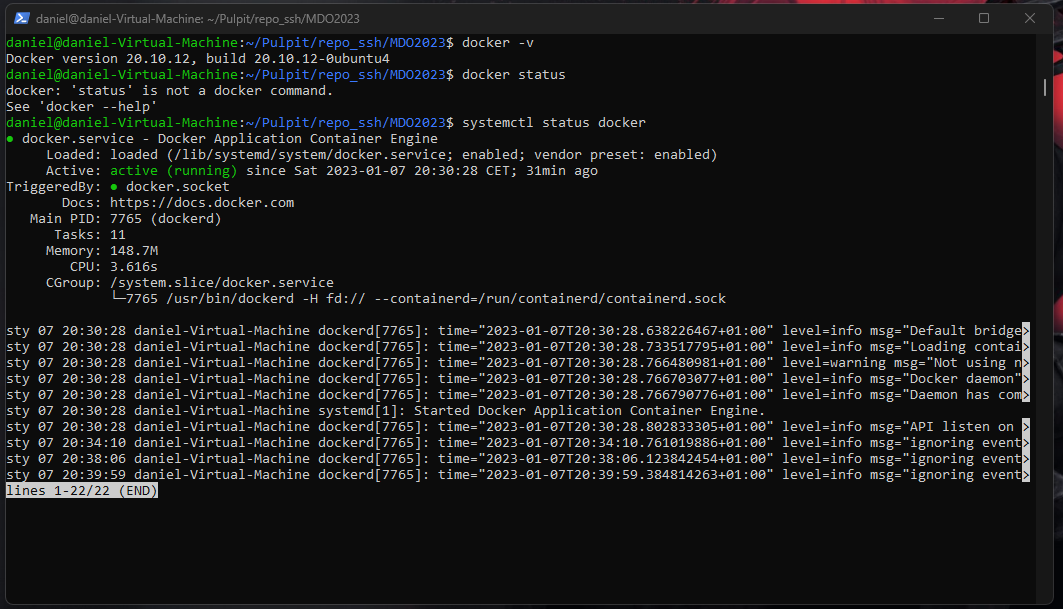 daniel@daniel-Virtual-Machine: ~/Pulpit/repo_ssh/MDO2023
daniel@daniel-Virtual-Machine:~/Pulpit/repo_ssh/MDO2023$ docker -v
Docker version 20.10.12, build 20.10.12-0ubuntu4
daniel@daniel-Virtual-Machine:~/Pulpit/repo_ssh/MDO2023$ docker status
docker: 'status' is not a docker command.
See 'docker --help'
daniel@daniel-Virtual-Machine:~/Pulpit/repo_ssh/MDO2023$ systemctl status docker
● docker.service - Docker Application Container Engine
     Loaded: loaded (/lib/systemd/system/docker.service; enabled; vendor preset: enabled)
     Active: active (running) since Sat 2023-01-07 20:30:28 CET; 31min ago
TriggeredBy: ● docker.socket
       Docs: https://docs.docker.com
   Main PID: 7765 (dockerd)
      Tasks: 11
     Memory: 148.7M
        CPU: 3.616s
     CGroup: /system.slice/docker.service
             └─7765 /usr/bin/dockerd -H fd:// --containerd=/run/containerd/containerd.sock
sty 07 20:30:28 daniel-Virtual-Machine dockerd[7765]: time="2023-01-07T20:30:28.638226467+01:00" level=info msg="Default bridge>
sty 07 20:30:28 daniel-Virtual-Machine dockerd[7765]: time="2023-01-07T20:30:28.733517795+01:00" level=info msg="Loading contai>
sty 07 20:30:28 daniel-Virtual-Machine dockerd[7765]: time="2023-01-07T20:30:28.766480981+01:00" level=warning msg="Not using n>
sty 07 20:30:28 daniel-Virtual-Machine dockerd[7765]: time="2023-01-07T20:30:28.766703077+01:00" level=info msg="Docker daemon">
sty 07 20:30:28 daniel-Virtual-Machine dockerd[7765]: time="2023-01-07T20:30:28.766790776+01:00" level=info msg="Daemon has com>
sty 07 20:30:28 daniel-Virtual-Machine systemd[1]: Started Docker Application Container Engine.
sty 07 20:30:28 daniel-Virtual-Machine dockerd[7765]: time="2023-01-07T20:30:28.802833305+01:00" level=info msg="API listen on >
sty 07 20:34:10 daniel-Virtual-Machine dockerd[7765]: time="2023-01-07T20:34:10.761019886+01:00" level=info msg="ignoring event>
sty 07 20:38:06 daniel-Virtual-Machine dockerd[7765]: time="2023-01-07T20:38:06.123842454+01:00" level=info msg="ignoring event>
sty 07 20:39:59 daniel-Virtual-Machine dockerd[7765]: time="2023-01-07T20:39:59.384814263+01:00" level=info msg="ignoring event>
lines 1-22/22 (END)